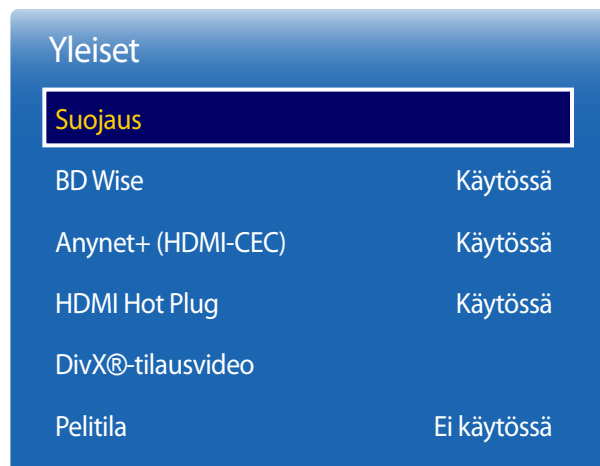 Yleiset
Suojaus
BD Wise Käytössä
Anynet+ (HDMI-CEC) Käytössä
HDMI Hot Plug Käytössä
DivX®-tilausvideo
Pelitila Ei käytössä